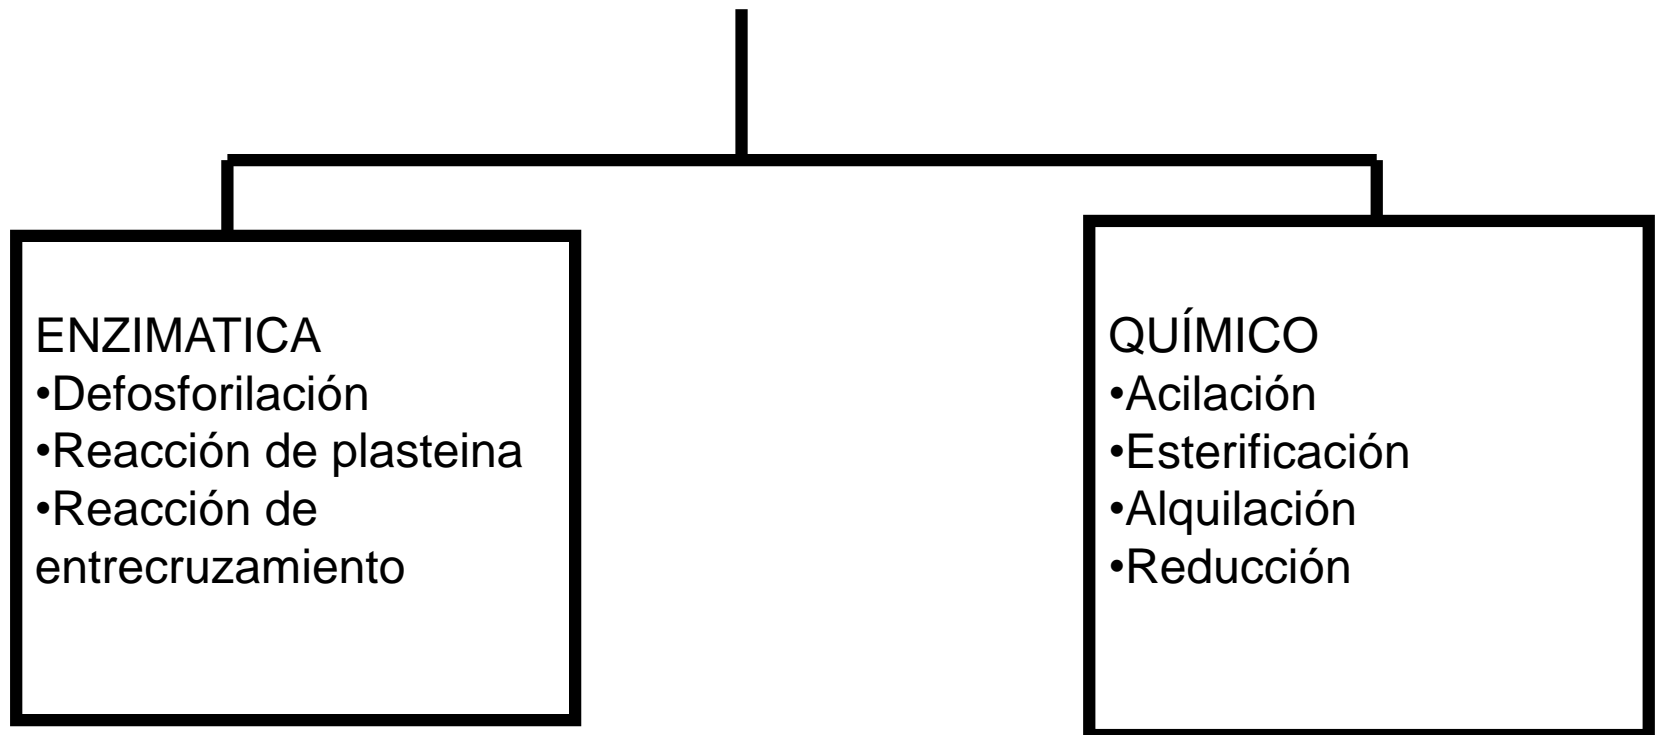 ENZIMATICA
•Defosforilación
•Reacción de plasteina
•Reacción de
entrecruzamiento
QUÍMICO
•Acilación
•Esterificación
•Alquilación
•Reducción